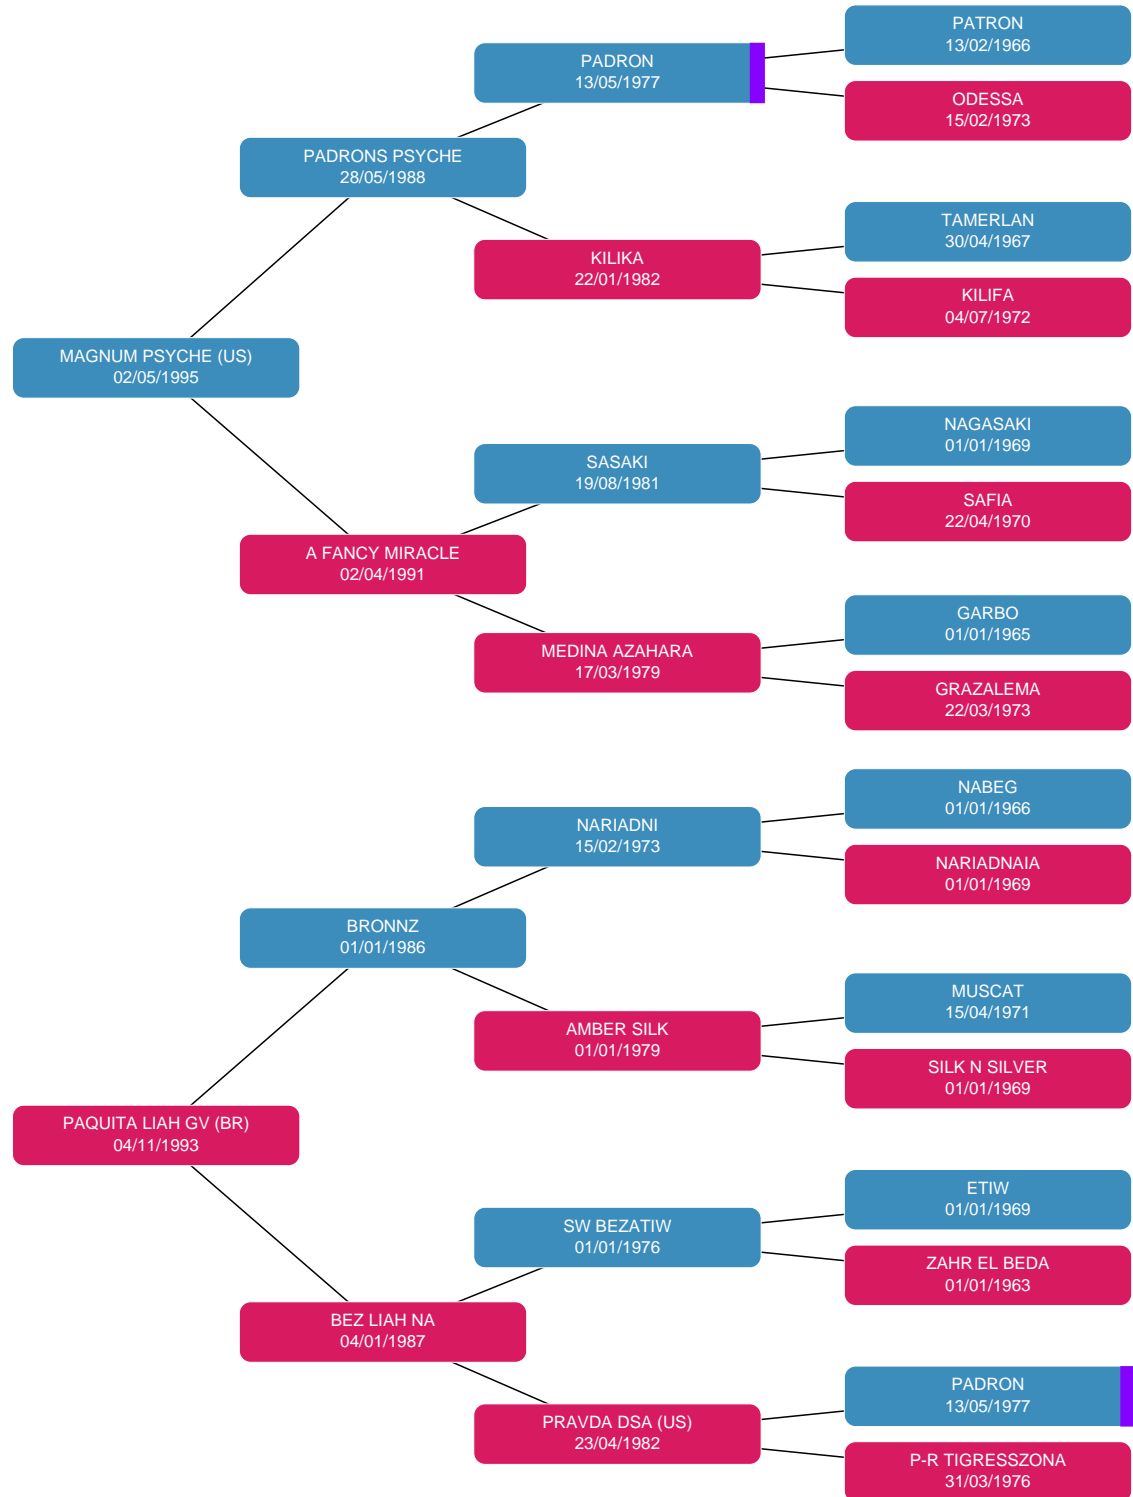 PATRON
13/02/1966
PADRON
13/05/1977
ODESSA
15/02/1973
PADRONS PSYCHE
28/05/1988
TAMERLAN
30/04/1967
KILIKA
22/01/1982
KILIFA
04/07/1972
MAGNUM PSYCHE (US)
02/05/1995
NAGASAKI
01/01/1969
SASAKI
19/08/1981
SAFIA
22/04/1970
A FANCY MIRACLE
02/04/1991
GARBO
01/01/1965
MEDINA AZAHARA
17/03/1979
GRAZALEMA
22/03/1973
NABEG
01/01/1966
NARIADNI
15/02/1973
NARIADNAIA
01/01/1969
BRONNZ
01/01/1986
MUSCAT
15/04/1971
AMBER SILK
01/01/1979
SILK N SILVER
01/01/1969
PAQUITA LIAH GV (BR)
04/11/1993
ETIW
01/01/1969
SW BEZATIW
01/01/1976
ZAHR EL BEDA
01/01/1963
BEZ LIAH NA
04/01/1987
PADRON
13/05/1977
PRAVDA DSA (US)
23/04/1982
P-R TIGRESSZONA
31/03/1976